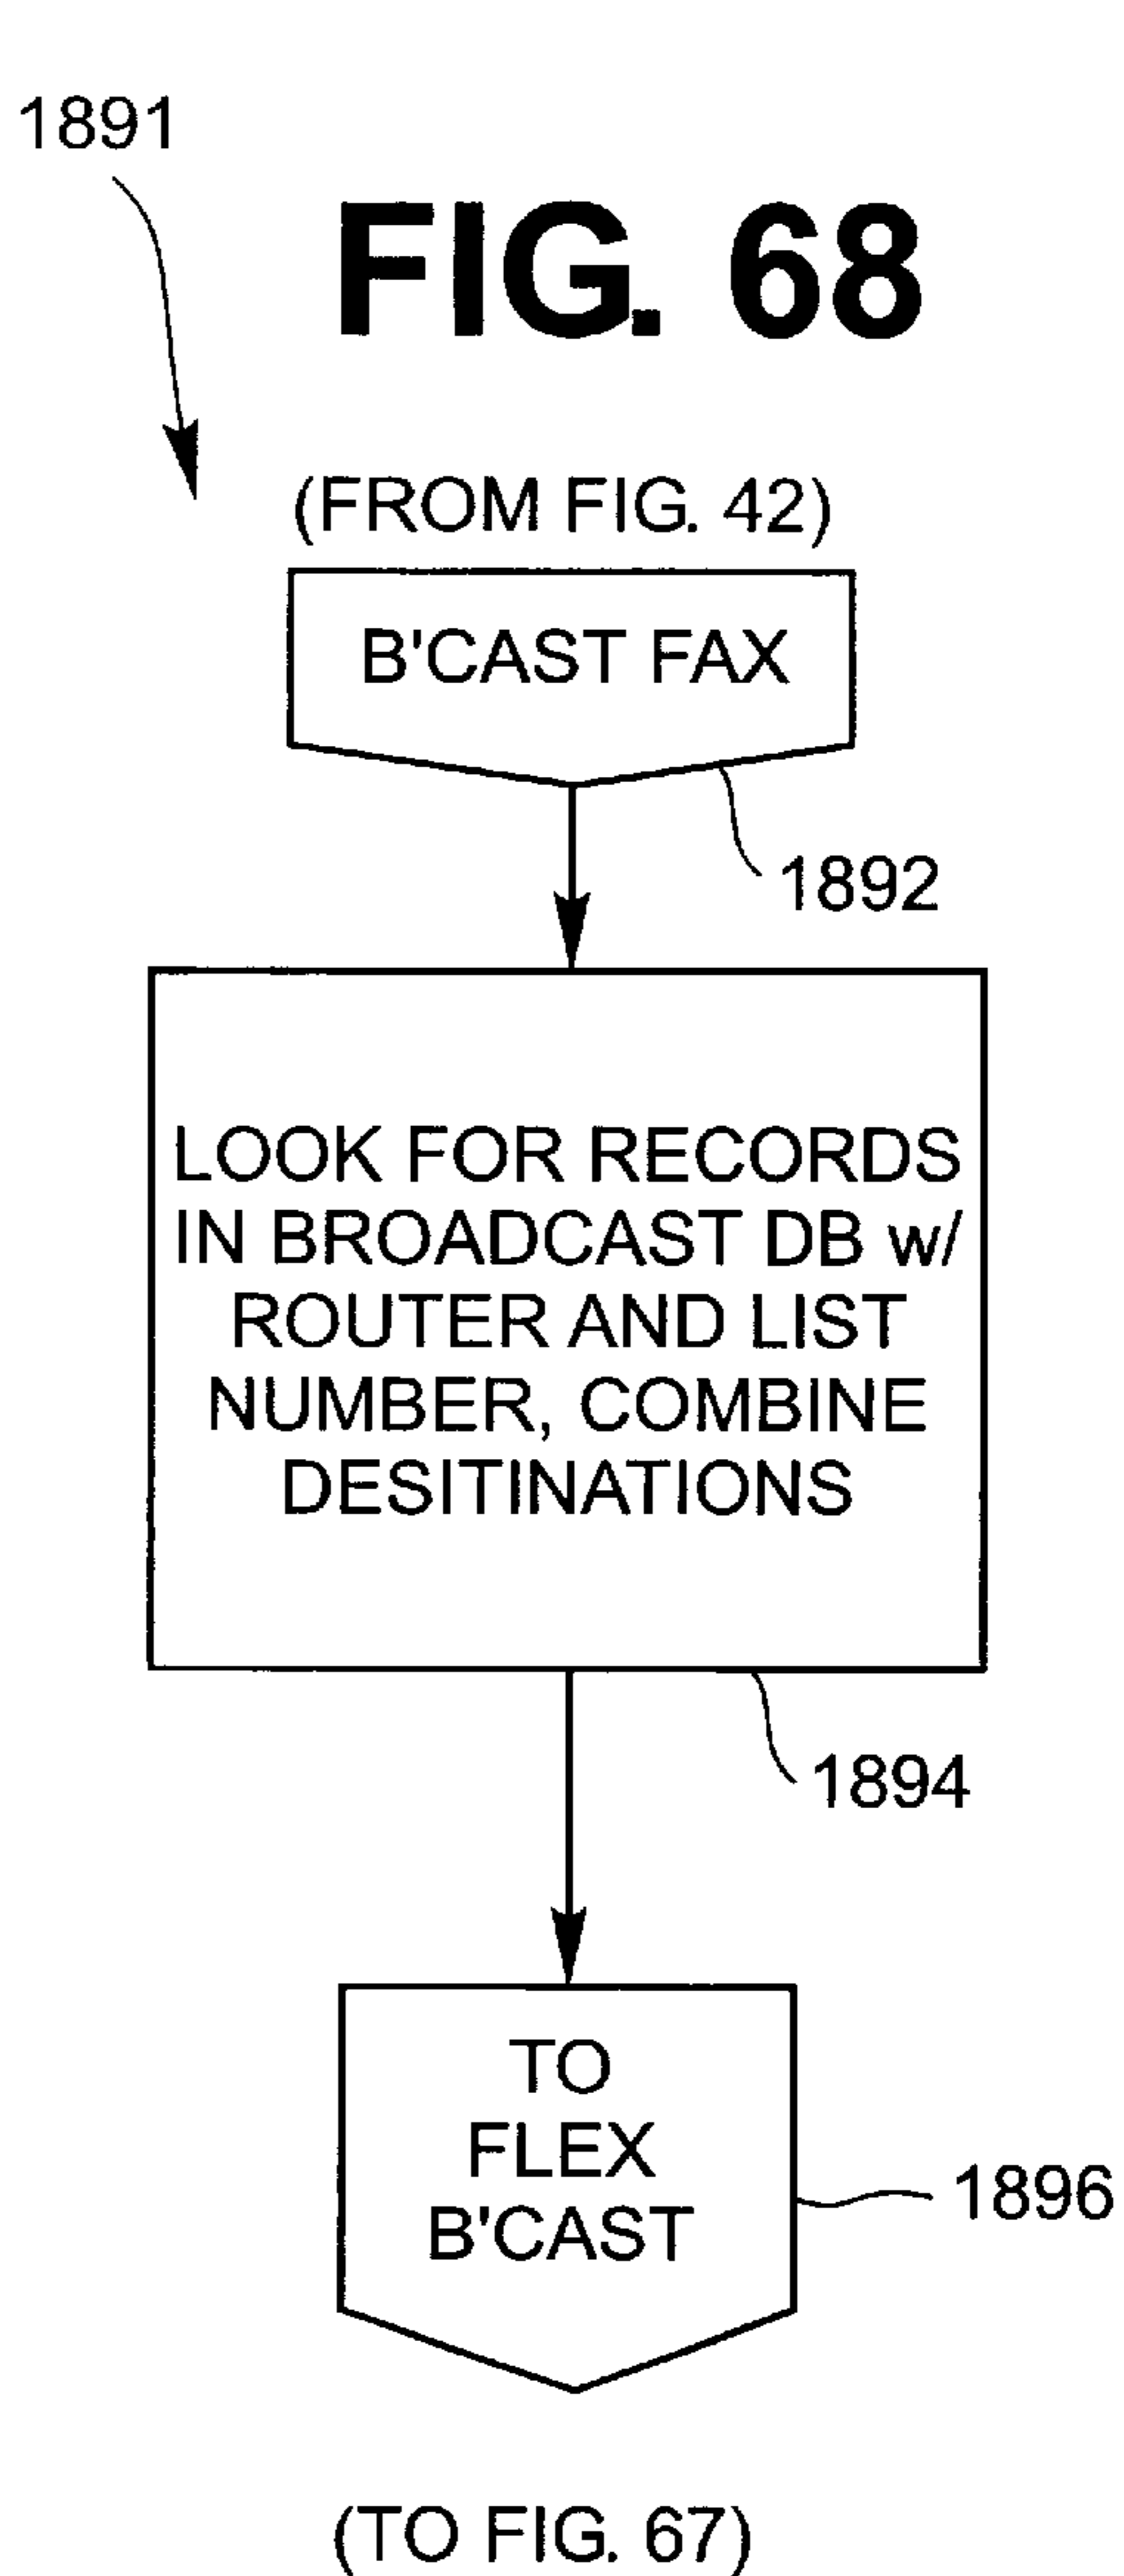 1891
FIG. 68
(FROM FIG. 42)
B'CAST FAX
1892
LOOK FOR RECORDS
IN BROADCAST DB w/
ROUTER AND LIST
NUMBER, COMBINE
DESITINATIONS
1894
TO
FLEX
B'CAST
1896
(TO FIG. 67)